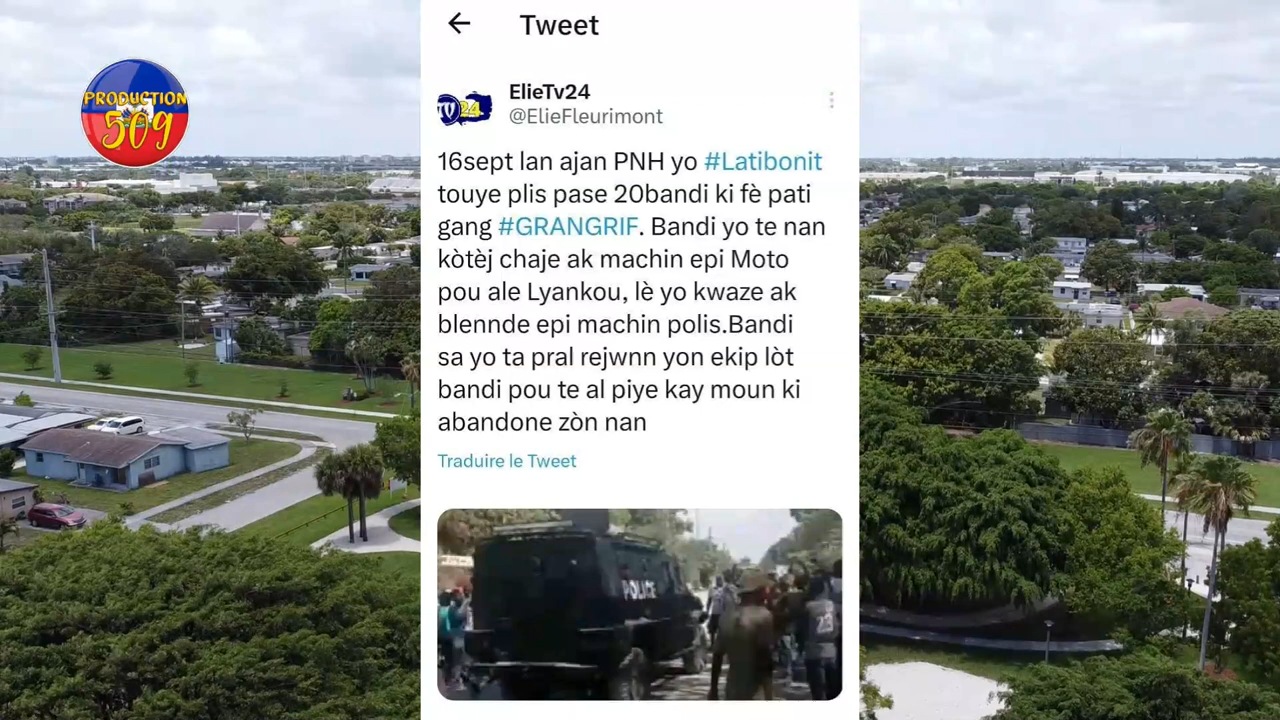 Tweet
PRODUCTION
509
TV24
ElieTv24
@ElieFleurimont
16sept lan ajan PNH yo #Latibonit
touye plis pase 20bandi ki fè pati
gang #GRANGRIF. Bandi yo te nan
kòtèj chaje ak machin epi Moto
pou ale Lyankou, lè yo kwaze ak
blennde epi machin polis.Bandi
sa yo ta pral rejwnn yon ekip lòt
bandi pou te al piye kay moun ki
abandone zòn nan
Traduire le Tweet
POLICE
23